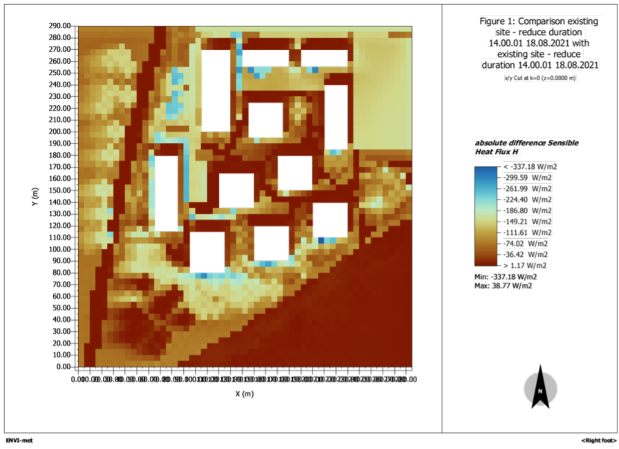 Figure 1: Comparison existing
site - reduce duration
14.00.01 18.08.2021 with
existing site - reduce
duration 14.00.01 18.08.2021
x/y Cut at k=0 (z=0.0000 m)
absolute difference Sensible
Heat Flux H
< -337.18 W/m2
-299.59 W/m2
-261.99 W/m2
-224.40 W/m2
-186.80 W/m2
-149.21 W/m2
-111.61 W/m2
-74.02 W/m2
-36.42 W/m2
> 1.17 W/m2
Min: -337.18 W/m2
Max: 38.77 W/m2
N
290.00
280.00
270.00
260.00
250.00
240.00
230.00
220.00
210.00
200.00
190.00
180.00
170.00
160.00
150.00
140.00
130.00
120.00
110.00
100.00
90.00
80.00
70.00
60.00
50.00
40.00
30.00
20.00
10.00
0.00
Y (m)
X (m)
ENVI-met
<Right foot>